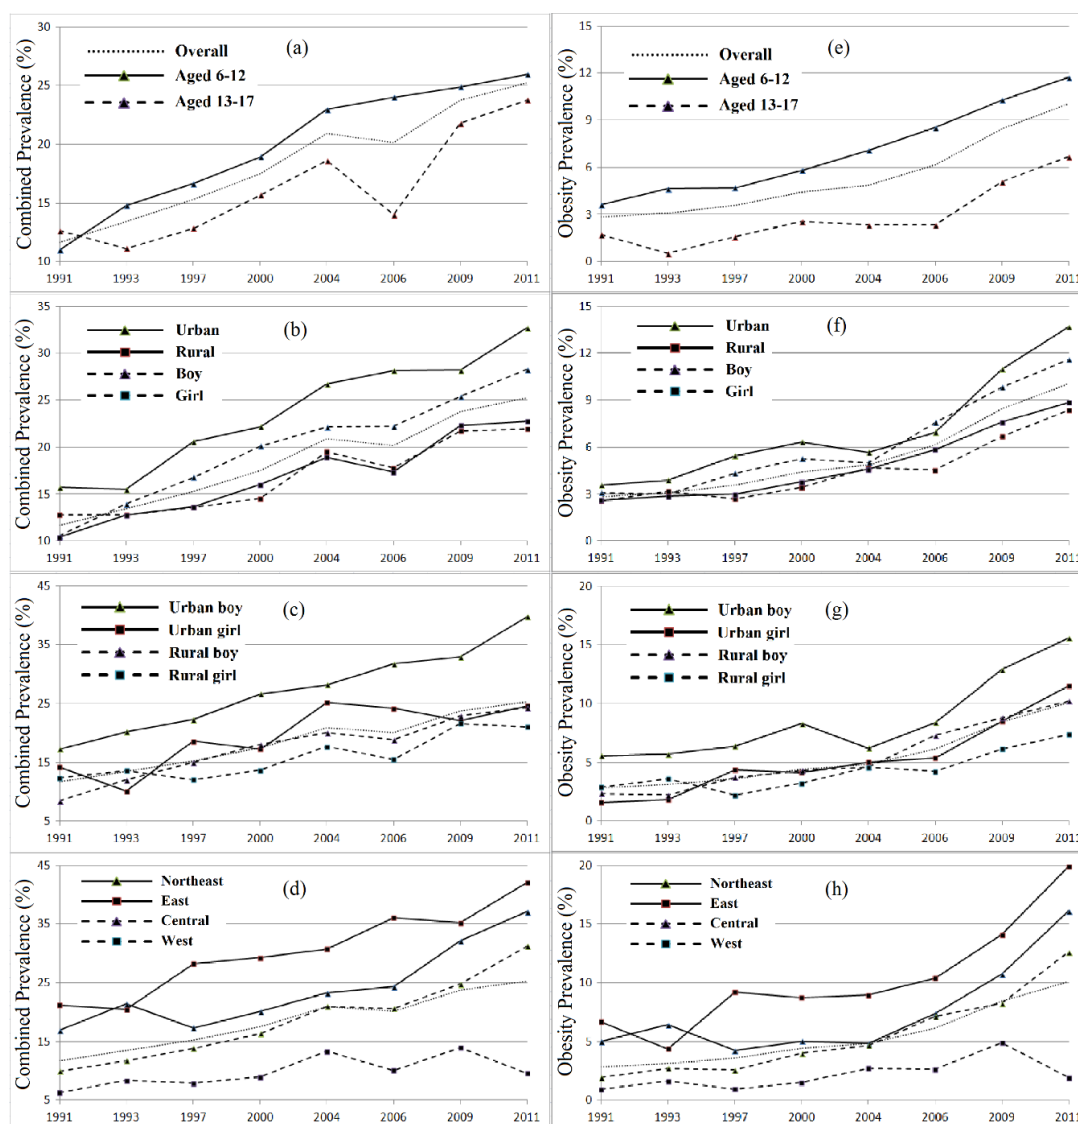 Combined Prevalence (%)
30
25
20
15
10
(a)
Overall
Aged 6-12
Aged 13-17
1991 1993 1997 2000 2004 2006 2009 2011
Obesity Prevalence (%)
15
12
9
6
3
0
(e)
Overall
Aged 6-12
Aged 13-17
1991 1993 1997 2000 2004 2006 2009 2011
Combined Prevalence (%)
35
30
25
20
15
10
(b)
Urban
Rural
Boy
Girl
1991 1993 1997 2000 2004 2006 2009 2011
Obesity Prevalence (%)
15
12
9
6
3
0
(f)
Urban
Rural
Boy
Girl
1991 1993 1997 2000 2004 2006 2009 2011
Combined Prevalence (%)
45
35
25
15
5
(c)
Urban boy
Urban girl
Rural boy
Rural girl
1991 1993 1997 2000 2004 2006 2009 2011
Obesity Prevalence (%)
20
15
10
5
0
(g)
Urban boy
Urban girl
Rural boy
Rural girl
1991 1993 1997 2000 2004 2006 2009 2011
Combined Prevalence (%)
45
35
25
15
5
(d)
Northeast
East
Central
West
1991 1993 1997 2000 2004 2006 2009 2011
Obesity Prevalence (%)
20
15
10
5
0
(h)
Northeast
East
Central
West
1991 1993 1997 2000 2004 2006 2009 2011